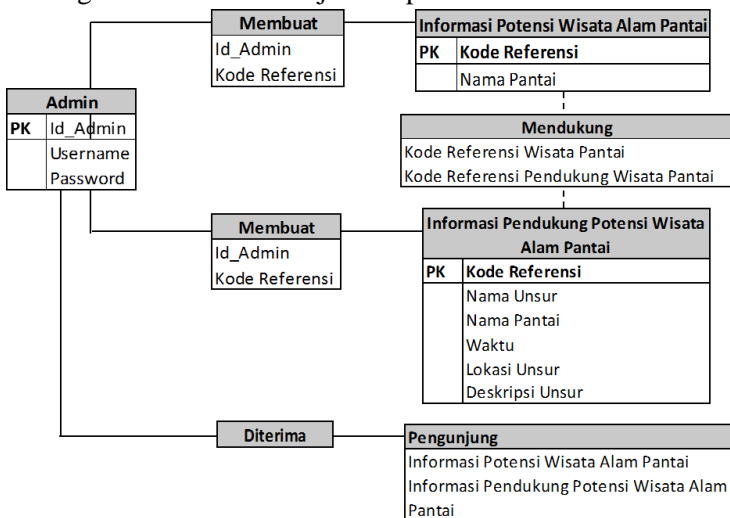 Membuat
Id_Admin
Kode Referensi
Informasi Potensi Wisata Alam Pantai
PK Kode Referensi
Nama Pantai
Admin
PK Id_Admin
Username
Password
Mendukung
Kode Referensi Wisata Pantai
Kode Referensi Pendukung Wisata Pantai
Membuat
Id_Admin
Kode Referensi
Informasi Pendukung Potensi Wisata
Alam Pantai
PK Kode Referensi
Nama Unsur
Nama Pantai
Waktu
Lokasi Unsur
Deskripsi Unsur
Diterima
Pengunjung
Informasi Potensi Wisata Alam Pantai
Informasi Pendukung Potensi Wisata Alam
Pantai